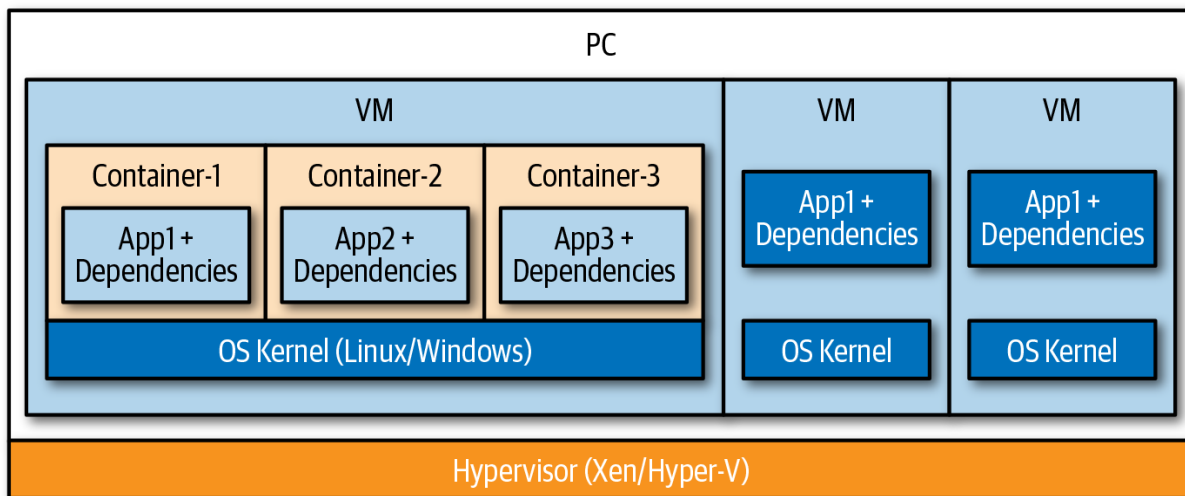 PC
VM
VM
VM
Container-1
Container-2
Container-3
App1 +
Dependencies
App2 +
Dependencies
App3 +
Dependencies
App1 +
Dependencies
App1 +
Dependencies
OS Kernel (Linux/Windows)
OS Kernel
OS Kernel
Hypervisor (Xen/Hyper-V)